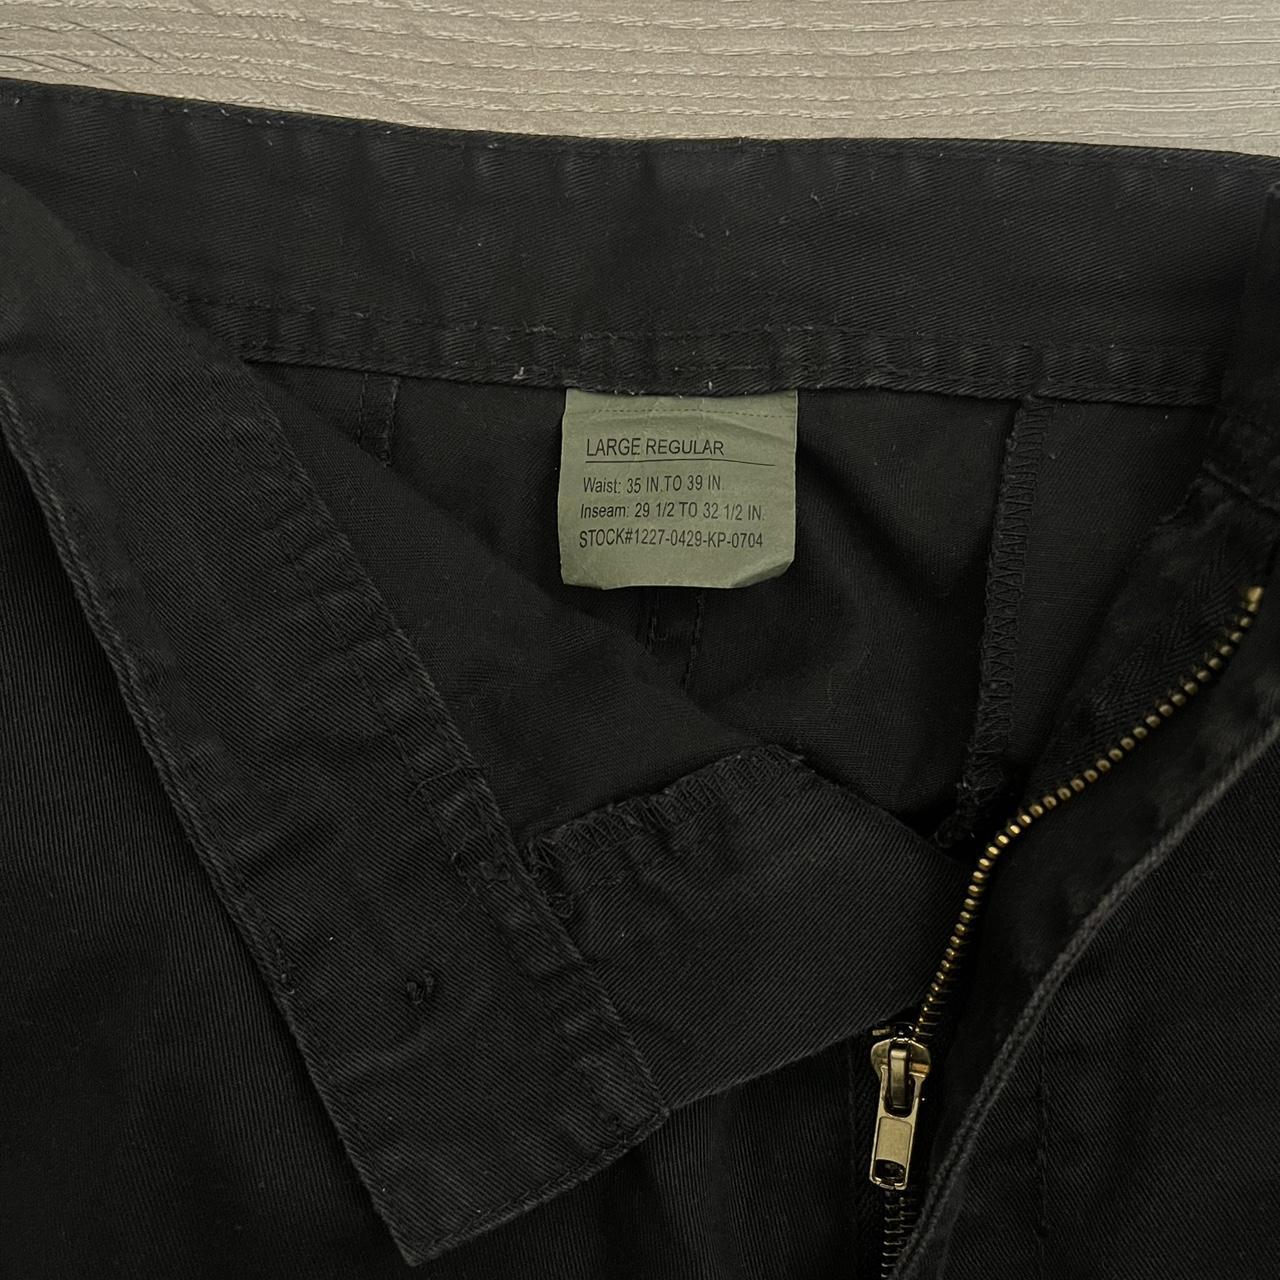 LARGE REGULAR
Waist: 35 IN.TO 39 IN.
Inseam: 29 1/2 TO 32 1/2 IN.
STOCK#1227-0429-KP-0704